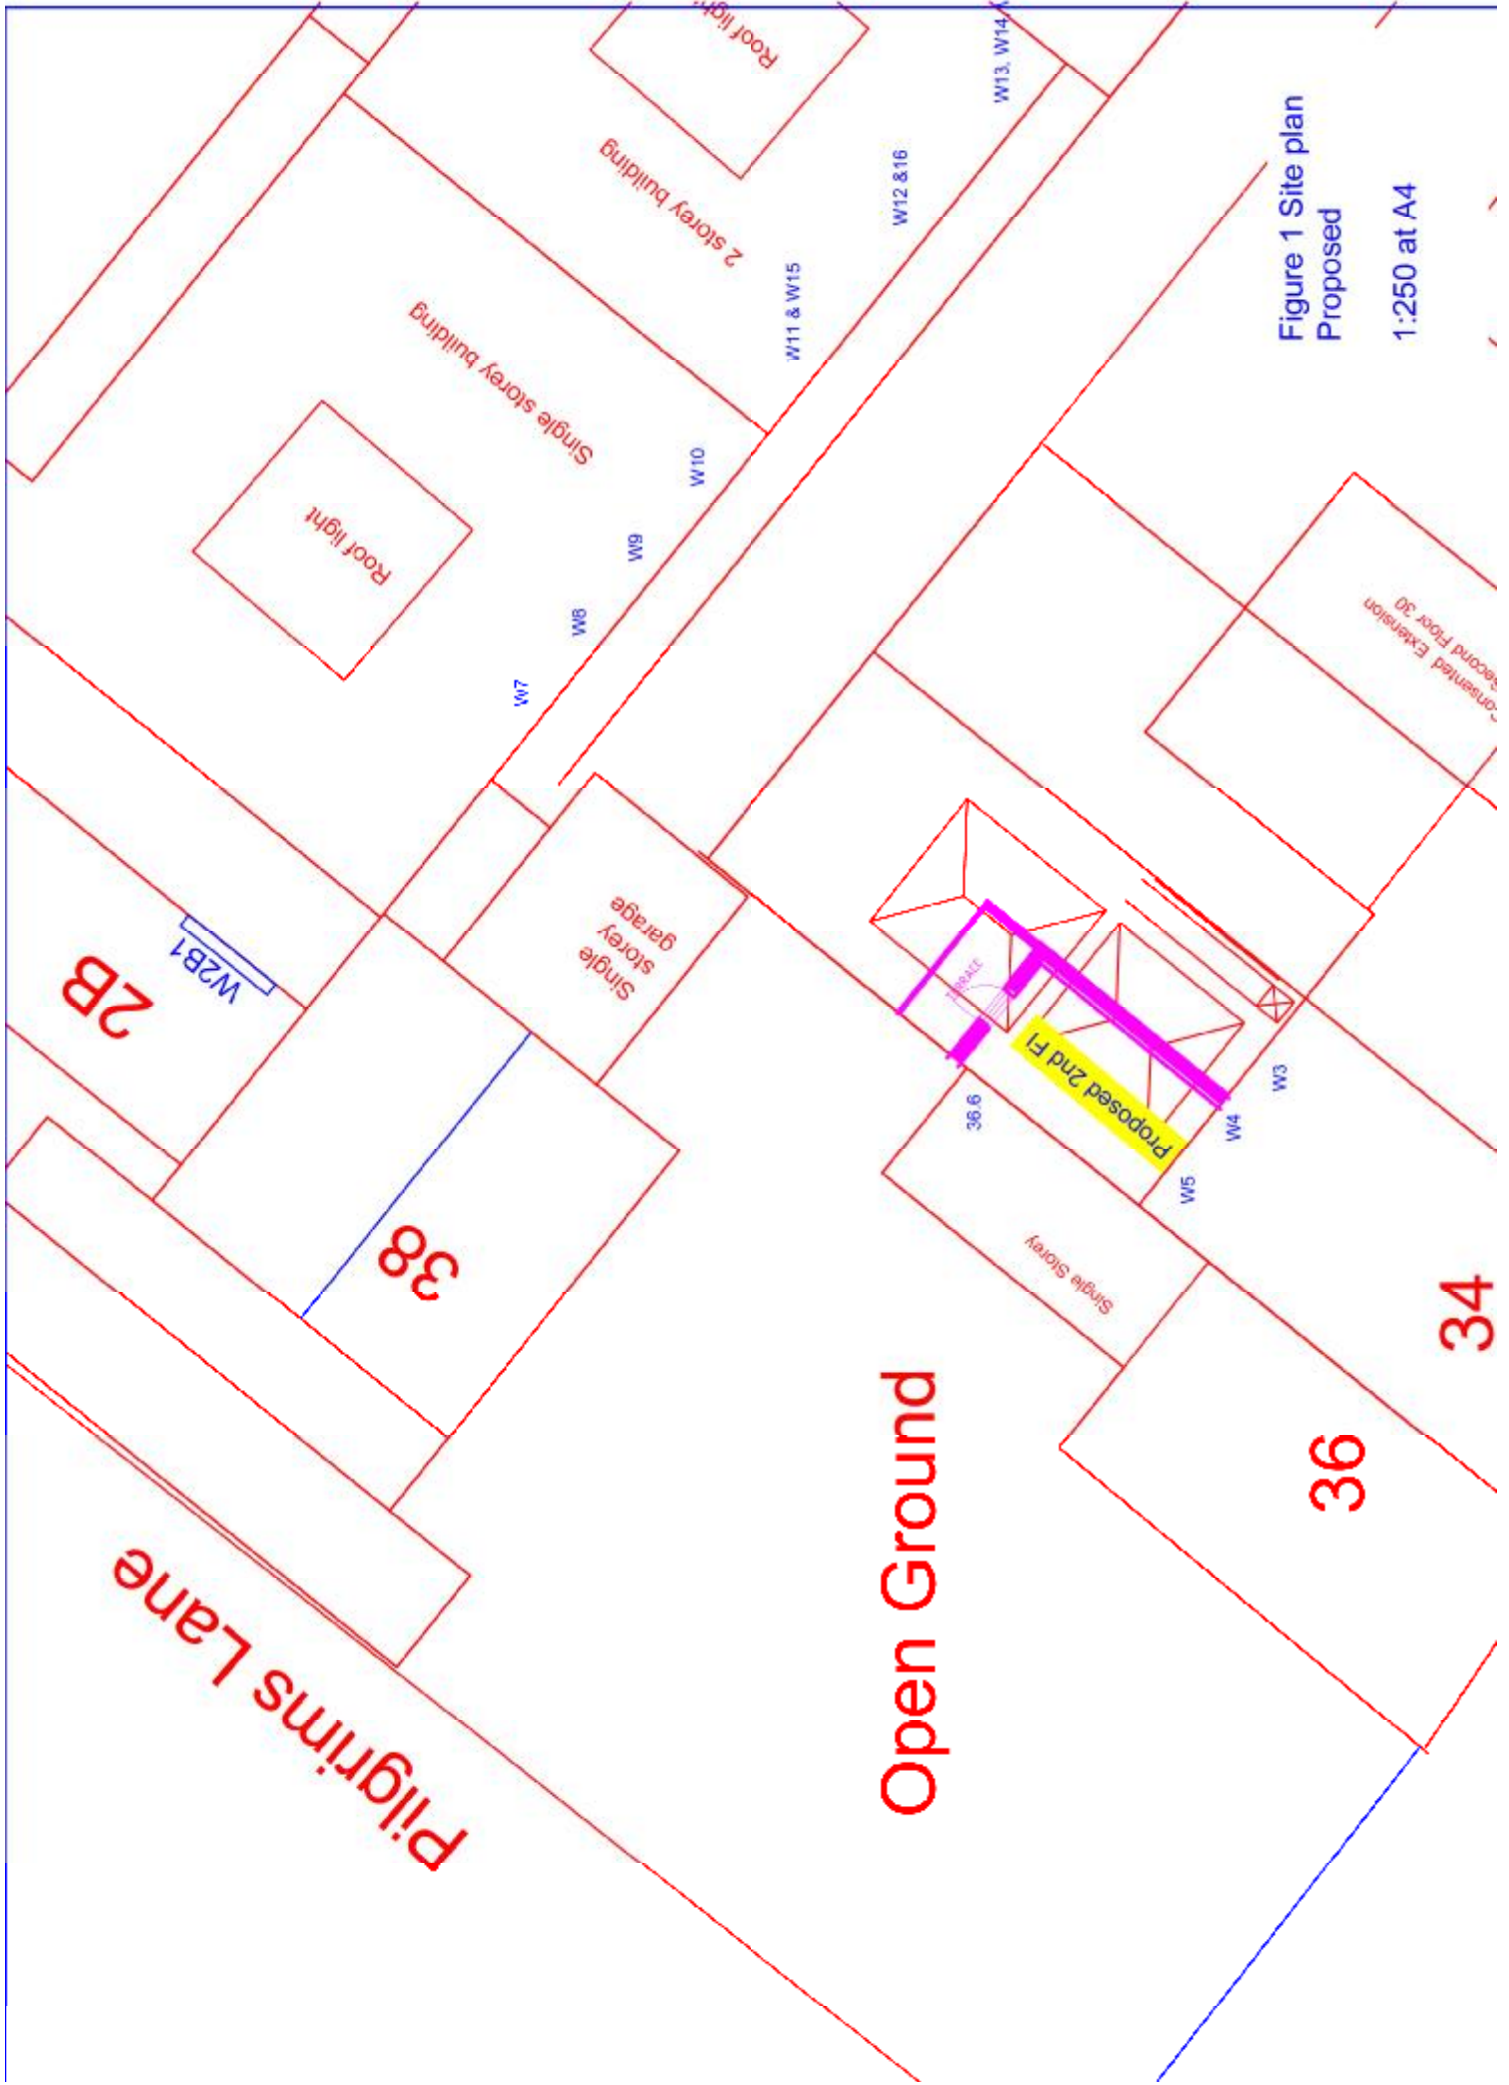 Roof light
2 storey building
W13, W14
W12 &16
W11 & W15
Single storey building
Roof light
W10
W9
W8
W7
Figure 1 Site plan
Proposed
1:250 at A4
Consented Extension
Second Floor 30
2B
W2B1
Single
storey
garage
TERRACE
Proposed 2nd Fl
36.6
W3
W4
W5
38
Single Storey
34
36
Open Ground
Pilgrims Lane